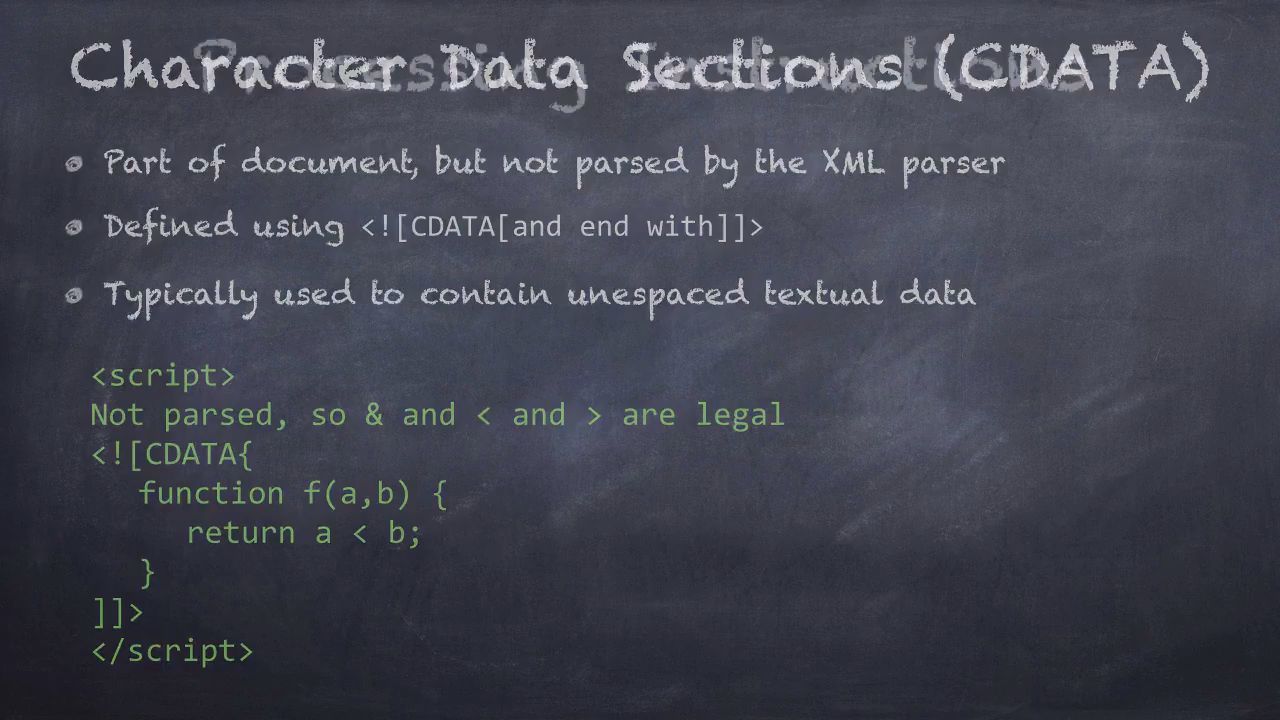 Character Data Sections (CDATA)
Processing Instructions
Part of document, but not parsed by the XML parser
Defined using <![CDATA[and end with]]>
Typically used to contain unespaced textual data
<script>
Not parsed, so & and < and > are legal
<![CDATA{
function f(a,b) {
return a < b;
}
]]>
</script>